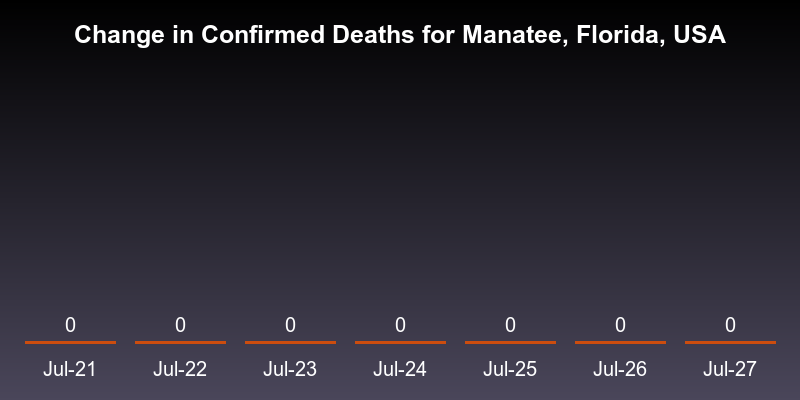 Change in Confirmed Deaths for Manatee, Florida, USA
0 0 0 0 0 0 0
Jul-21 Jul-22 Jul-23 Jul-24 Jul-25 Jul-26 Jul-27